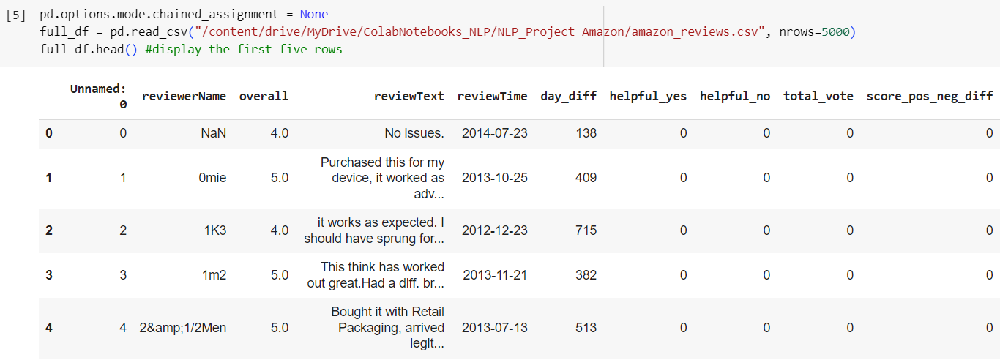 [5] pd.options.mode.chained_assignment = None
full_df = pd.read_csv("/content/drive/MyDrive/ColabNotebooks_NLP/NLP_Project Amazon/amazon_reviews.csv", nrows=5000)
full_df.head() #display the first five rows
Unnamed: 0 reviewerName overall reviewText reviewTime day_diff helpful_yes helpful_no total_vote score_pos_neg_diff
0 0 NaN 4.0 No issues. 2014-07-23 138 0 0 0 0
Purchased this for my
1 1 0mie 5.0 device, it worked as 2013-10-25 409 0 0 0 0
adv...
2 2 1K3 4.0 it works as expected. I 2012-12-23 715 0 0 0 0
should have sprung for...
3 3 1m2 5.0 This think has worked 2013-11-21 382 0 0 0 0
out great.Had a diff. br...
Bought it with Retail
4 4 2&amp;1/2Men 5.0 Packaging, arrived 2013-07-13 513 0 0 0 0
legit...